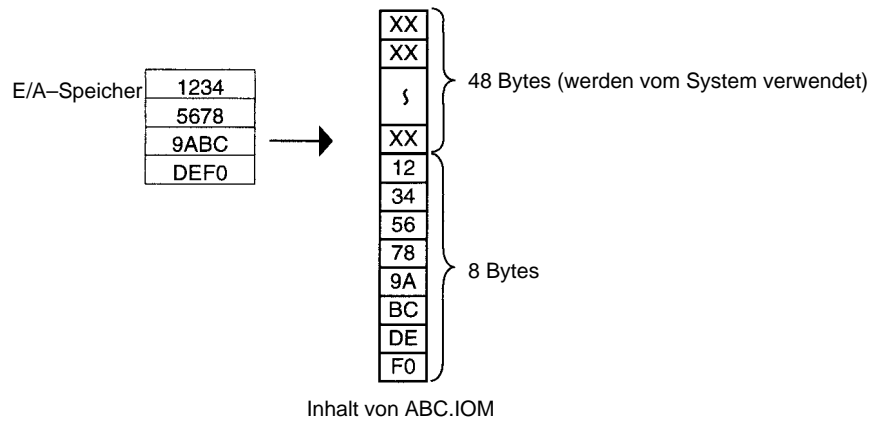 E/A–Speicher
1234
5678
9ABC
DEF0
XX
XX
XX
12
34
56
78
9A
BC
DE
F0
48 Bytes (werden vom System verwendet)
8 Bytes
Inhalt von ABC.IOM